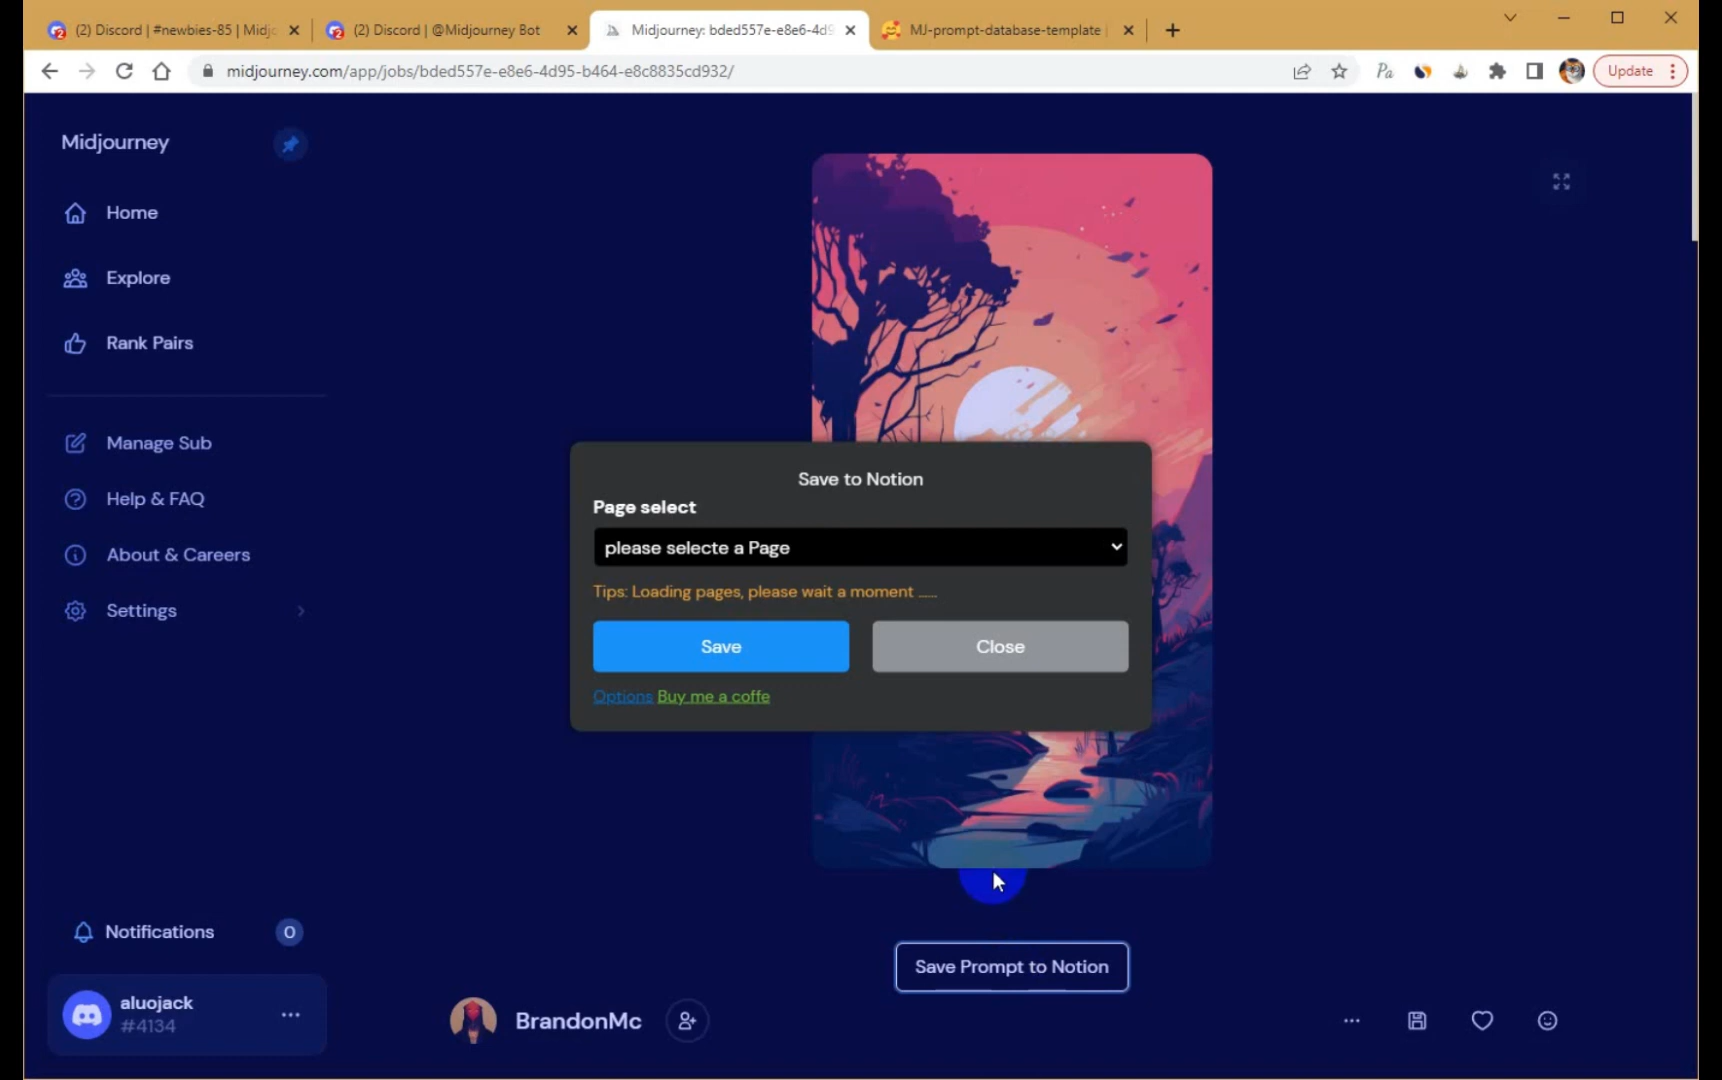 (2) Discord | #newbies-85 | Midjo
(2) Discord | @Midjourney Bot
Midjourney: bded557e-e8e6-4d9
MJ-prompt-database-template |
midjourney.com/app/jobs/bded557e-e8e6-4d95-b464-e8c8835cd932/
Pa
Update
Midjourney
Home
Explore
Rank Pairs
Manage Sub
Help & FAQ
About & Careers
Settings
Save to Notion
Page select
please selecte a Page
Tips: Loading pages, please wait a moment ......
Save
Close
Options Buy me a coffe
Notifications
0
Save Prompt to Notion
aluojack
#4134
BrandonMc